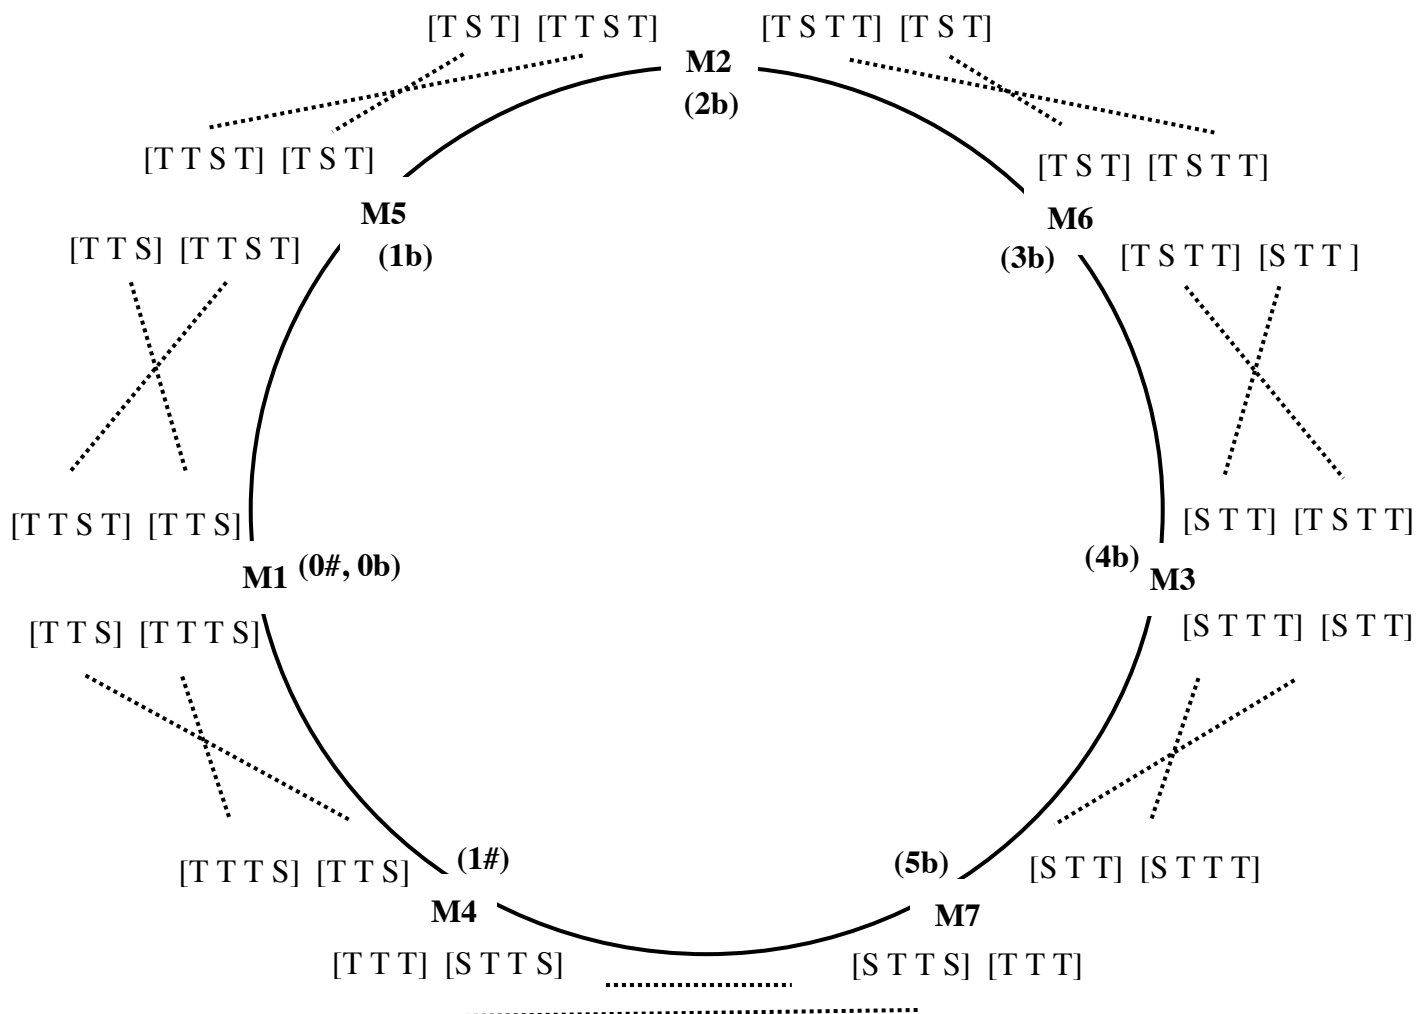 [T S T] [T T S T] [T S T T] [T S T]
M2
(2b)
[T T S T] [T S T] [T S T] [T S T T]
M5 M6
[T T S] [T T S T] (1b) (3b) [T S T T] [S T T ]
[T T S T] [T T S] [S T T] [T S T T]
M1 (0#, 0b) (4b) M3
[T T S] [T T T S] [S T T T] [S T T]
(1#) (5b)
[T T T S] [T T S] [S T T] [S T T T]
M4 M7
[T T T] [S T T S] [S T T S] [T T T]